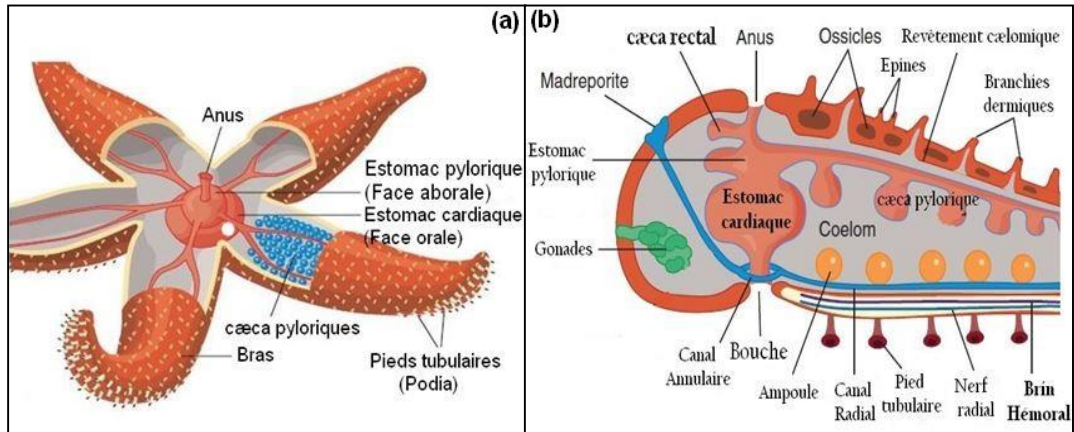 (a)
Anus
Estomac pylorique
(Face aborale)
Estomac cardiaque
(Face orale)
cæca pyloriques
Bras
Pieds tubulaires
(Podia)
(b)
cæca rectal
Anus
Ossicles
Revêtement cælomique
Epines
Madreporite
Branchies
dermiques
Estomac
pylorique
Estomac
cardiaque
cæca pylorique
Coelom
Gonades
Canal
Annulaire
Bouche
Ampoule
Canal
Radial
Pied
tubulaire
Nerf
radial
Brín
Hémoral